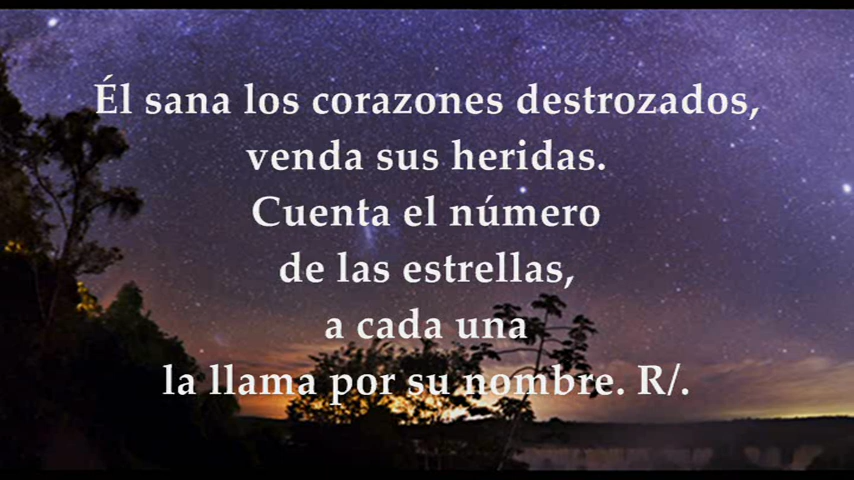 Él sana los corazones destrozados,
venda sus heridas.
Cuenta el número
de las estrellas,
a cada una
la llama por su nombre. R/.